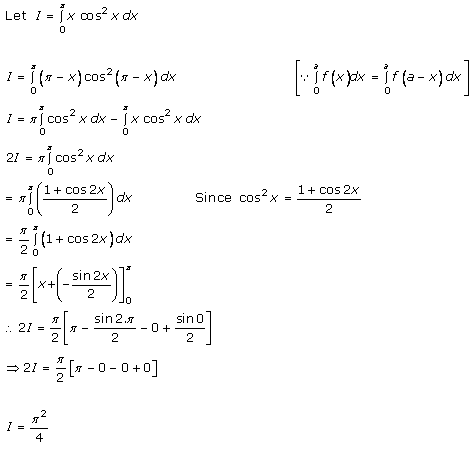 Let I = ∫₀^π x cos² x dx
I = ∫₀^π (π − x) cos² (π − x) dx [∵ ∫₀^a f(x)dx = ∫₀^a f(a − x) dx]
I = π ∫₀^π cos² x dx − ∫₀^π x cos² x dx
2I = π ∫₀^π cos² x dx
= π ∫₀^π ((1 + cos 2x)/2) dx Since cos² x = (1 + cos 2x)/2
= π/2 ∫₀^π (1 + cos 2x) dx
= π/2 [x + (− sin 2x/2)]₀^π
∴ 2I = π/2 [π − sin 2.π/2 − 0 + sin 0/2]
⇒ 2I = π/2 [π − 0 − 0 + 0]
I = π²/4